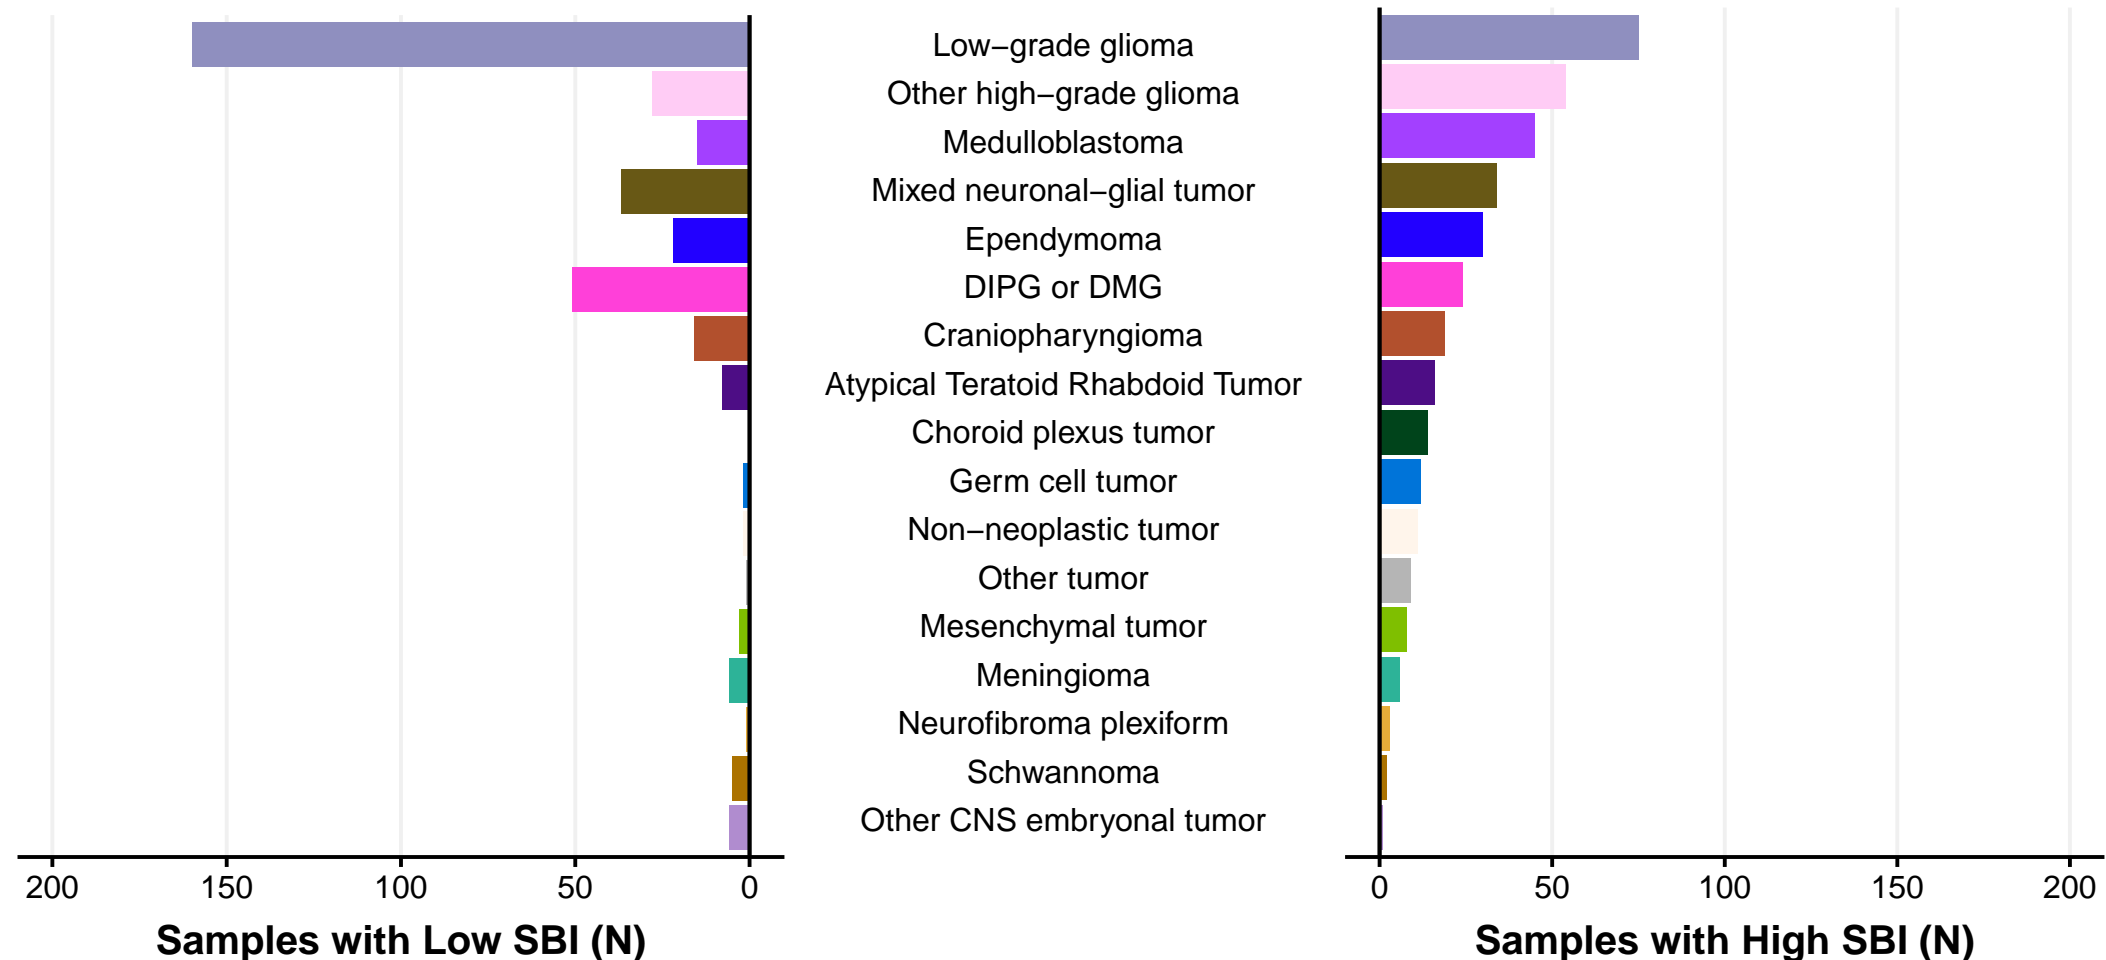 Low−grade glioma
Other high−grade glioma
Medulloblastoma
Mixed neuronal−glial tumor
Ependymoma
DIPG or DMG
Craniopharyngioma
Atypical Teratoid Rhabdoid Tumor
Choroid plexus tumor
Germ cell tumor
Non−neoplastic tumor
Other tumor
Mesenchymal tumor
Meningioma
Neurofibroma plexiform
Schwannoma
Other CNS embryonal tumor
200 150 100 50 0
Samples with Low SBI (N)
0 50 100 150 200
Samples with High SBI (N)